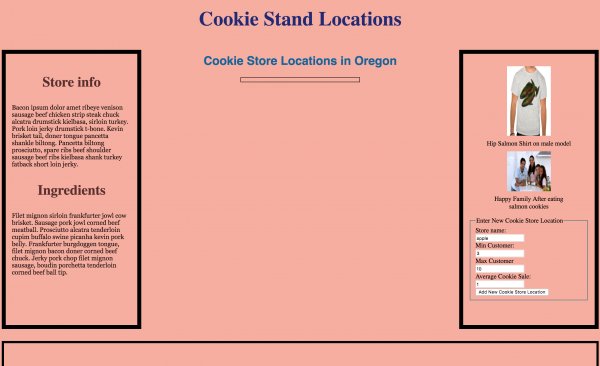 Cookie Stand Locations
Store info
Bacon ipsum dolor amet ribeye venison
sausage beef chicken strip steak chuck
alcatra drumstick kielbasa, sirloin turkey.
Pork loin jerky drumstick t-bone. Kevin
brisket tail, doner tongue pancetta
shankle biltong. Pancetta biltong
prosciutto, spare ribs beef shoulder
sausage beef ribs kielbasa shank turkey
fatback short loin jerky.
Ingredients
Filet mignon sirloin frankfurter jowl cow
brisket. Sausage pork jowl corned beef
meatball. Prosciutto alcatra tenderloin
cupim buffalo swine picanha kevin pork
belly. Frankfurter burgdoggen tongue,
filet mignon bacon doner corned beef
chuck. Jerky pork chop filet mignon
sausage, boudin porchetta tenderloin
corned beef ball tip.
Cookie Store Locations in Oregon
Hip Salmon Shirt on male model
Happy Family After eating
salmon cookies
Enter New Cookie Store Location
Store name:
apple
Min Customer:
3
Max Customer
10
Average Cookie Sale:
1
Add New Cookie Store Location